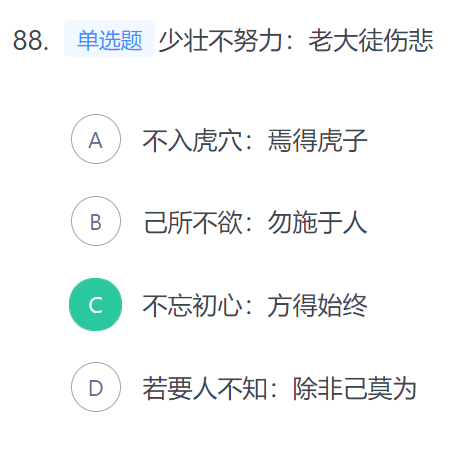 88. 单选题 少壮不努力：老大徒伤悲
A 不入虎穴：焉得虎子
B 己所不欲：勿施于人
C 不忘初心：方得始终
D 若要人不知：除非己莫为